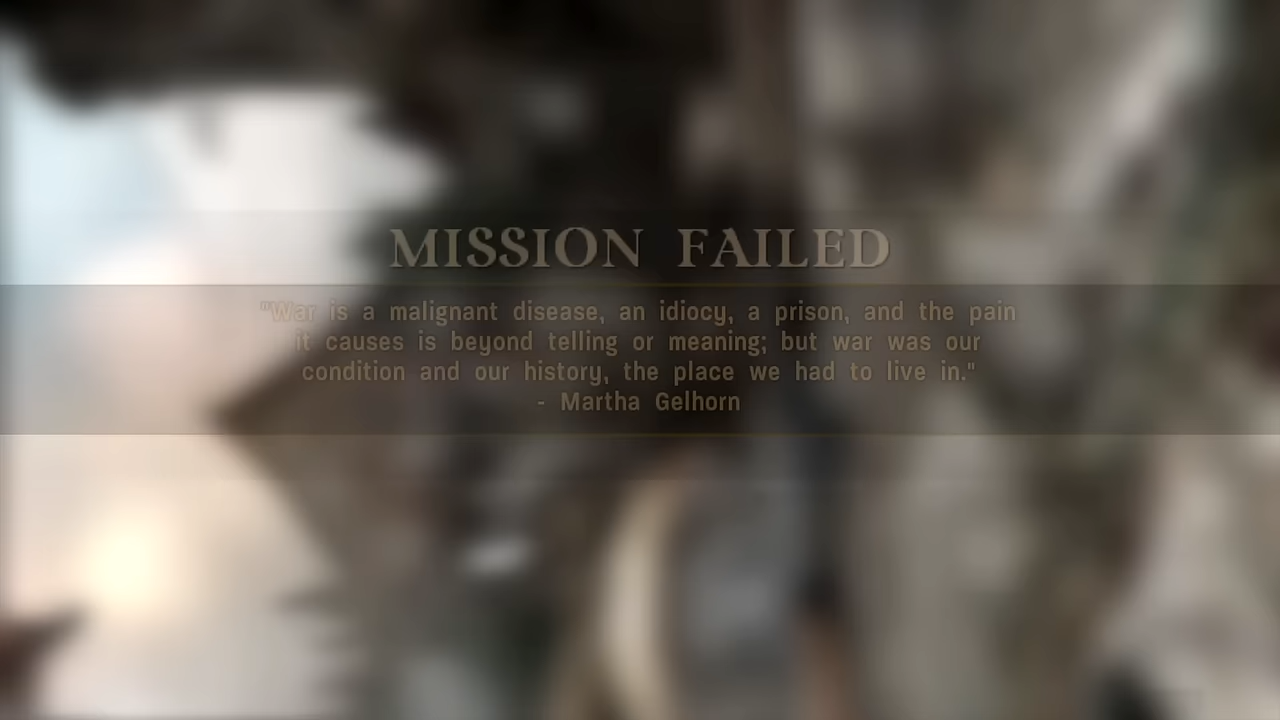 MISSION FAILED
"War is a malignant disease, an idiocy, a prison, and the pain
it causes is beyond telling or meaning; but war was our
condition and our history, the place we had to live in."
- Martha Gelhorn